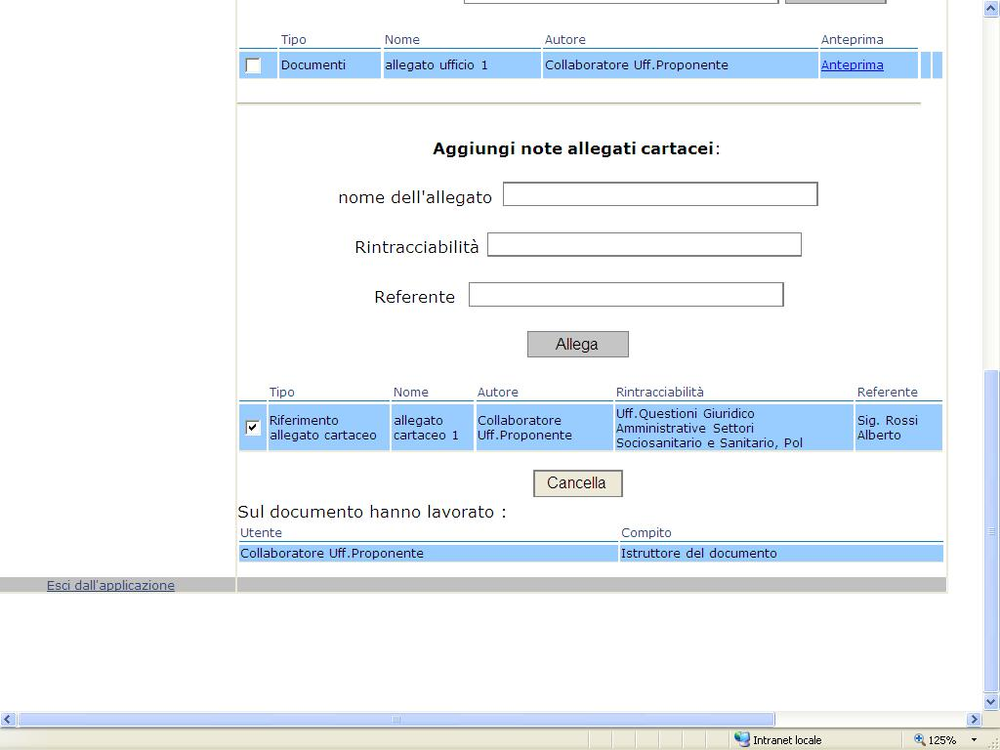 Tipo Nome Autore Anteprima
Documenti allegato ufficio 1 Collaboratore Uff.Proponente Anteprima
Aggiungi note allegati cartacei:
nome dell'allegato
Rintracciabilità
Referente
Allega
Tipo Nome Autore Rintracciabilità Referente
Riferimento allegato cartaceo allegato cartaceo 1 Collaboratore Uff.Proponente Uff.Questioni Giuridico Amministrative Settori Sociosanitario e Sanitario, Pol Sig. Rossi Alberto
Cancella
Sul documento hanno lavorato :
Utente Compito
Collaboratore Uff.Proponente Istruttore del documento
Esci dall'applicazione
Intranet locale 125%